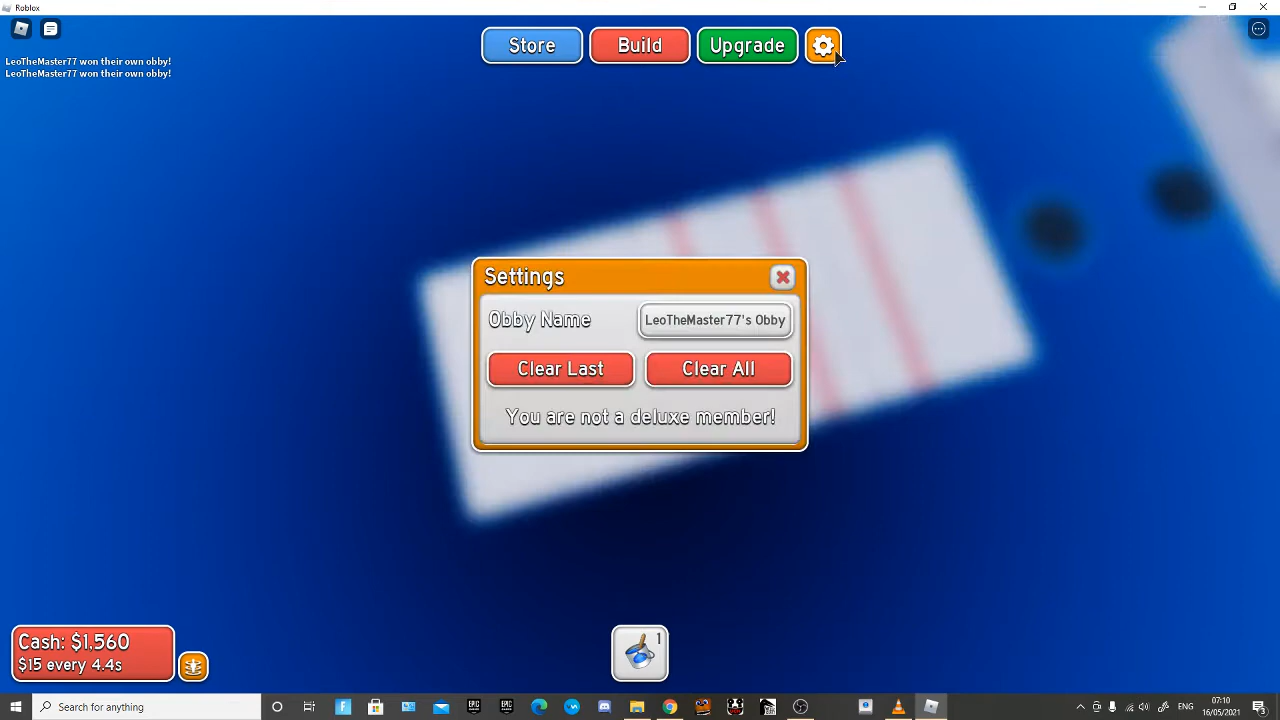 Roblox
Store
Build
Upgrade
LeoTheMaster77 won their own obby!
LeoTheMaster77 won their own obby!
Settings
Obby Name
LeoTheMaster77's Obby
Clear Last
Clear All
You are not a deluxe member!
Cash: $1,560
$15 every 4.4s
1
Search for anything
EPIC
EPIC
ENG
07:10
16/05/2021